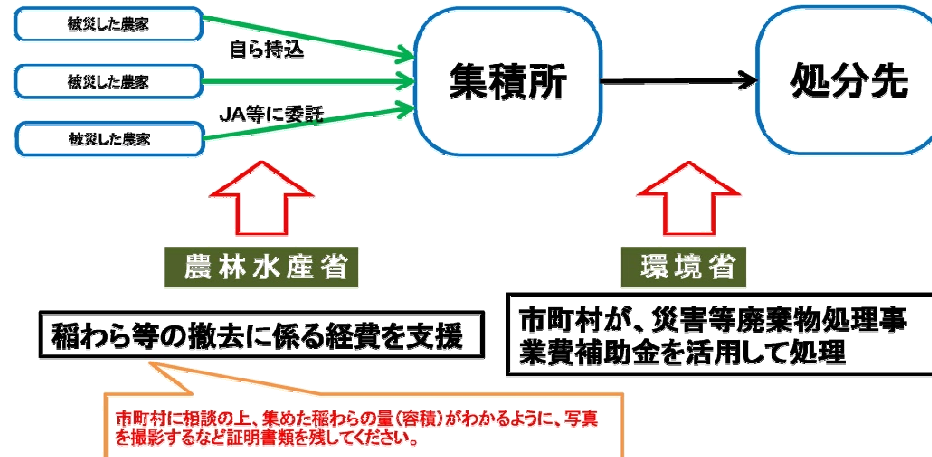 被災した農家
自ら持込
被災した農家
JA等に委託
被災した農家
集積所
処分先
農林水産省
環境省
稲わら等の撤去に係る経費を支援
市町村が、災害等廃棄物処理事
業費補助金を活用して処理
市町村に相談の上、集めた稲わらの量(容積)がわかるように、写真
を撮影するなど証明書類を残してください。